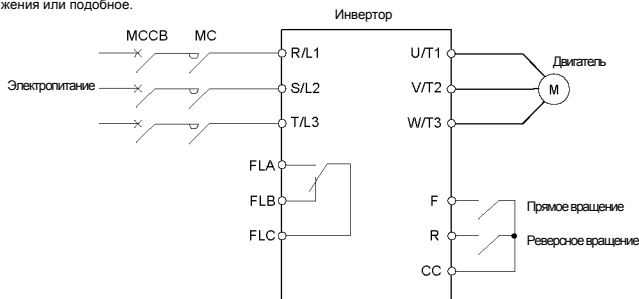 жения или подобное.
Инвертор
MCCB MC
R/L1 U/T1
Двигатель
Электропитание S/L2 V/T2 M
T/L3 W/T3
FLA
FLB F Прямое вращение
FLC R Реверсное вращение
CC